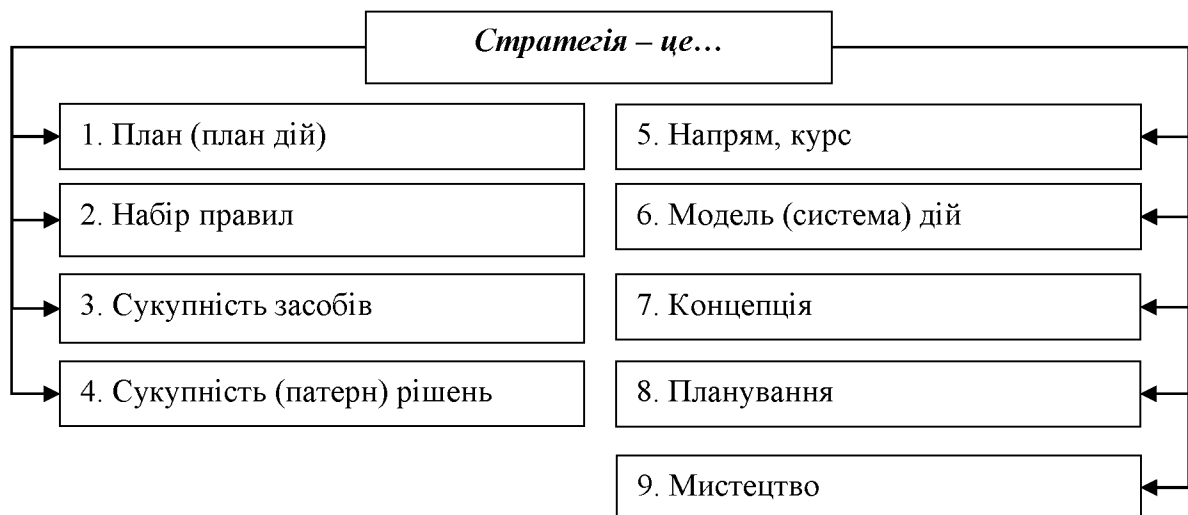 Стратегія – це…
1. План (план дій)
2. Набір правил
3. Сукупність засобів
4. Сукупність (патерн) рішень
5. Напрям, курс
6. Модель (система) дій
7. Концепція
8. Планування
9. Мистецтво